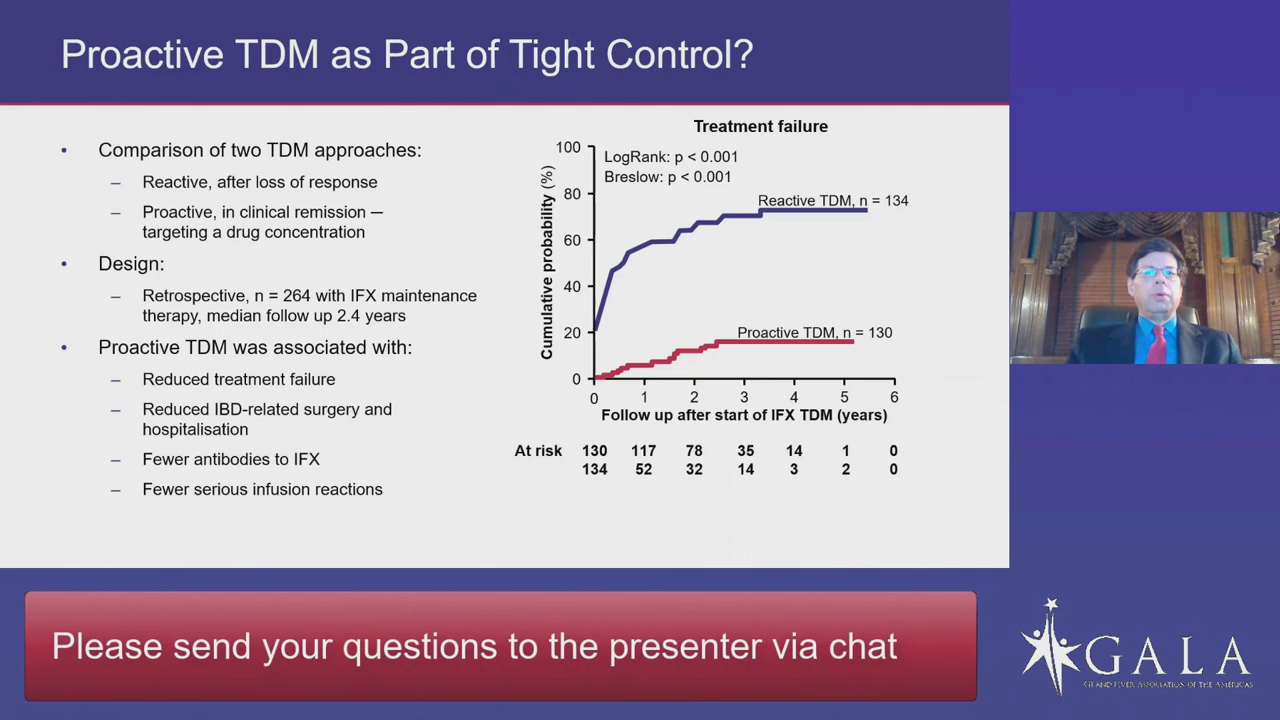 Proactive TDM as Part of Tight Control?
• Comparison of two TDM approaches:
– Reactive, after loss of response
– Proactive, in clinical remission —
targeting a drug concentration
• Design:
– Retrospective, n = 264 with IFX maintenance
therapy, median follow up 2.4 years
• Proactive TDM was associated with:
– Reduced treatment failure
– Reduced IBD-related surgery and
hospitalisation
– Fewer antibodies to IFX
– Fewer serious infusion reactions
Treatment failure
LogRank: p < 0.001
Breslow: p < 0.001
Cumulative probability (%)
100
80
60
40
20
0
Reactive TDM, n = 134
Proactive TDM, n = 130
0 1 2 3 4 5 6
Follow up after start of IFX TDM (years)
At risk 130 117 78 35 14 1 0
134 52 32 14 3 2 0
Please send your questions to the presenter via chat
GALA
GI AND LIVER ASSOCIATION OF THE AMERICAS